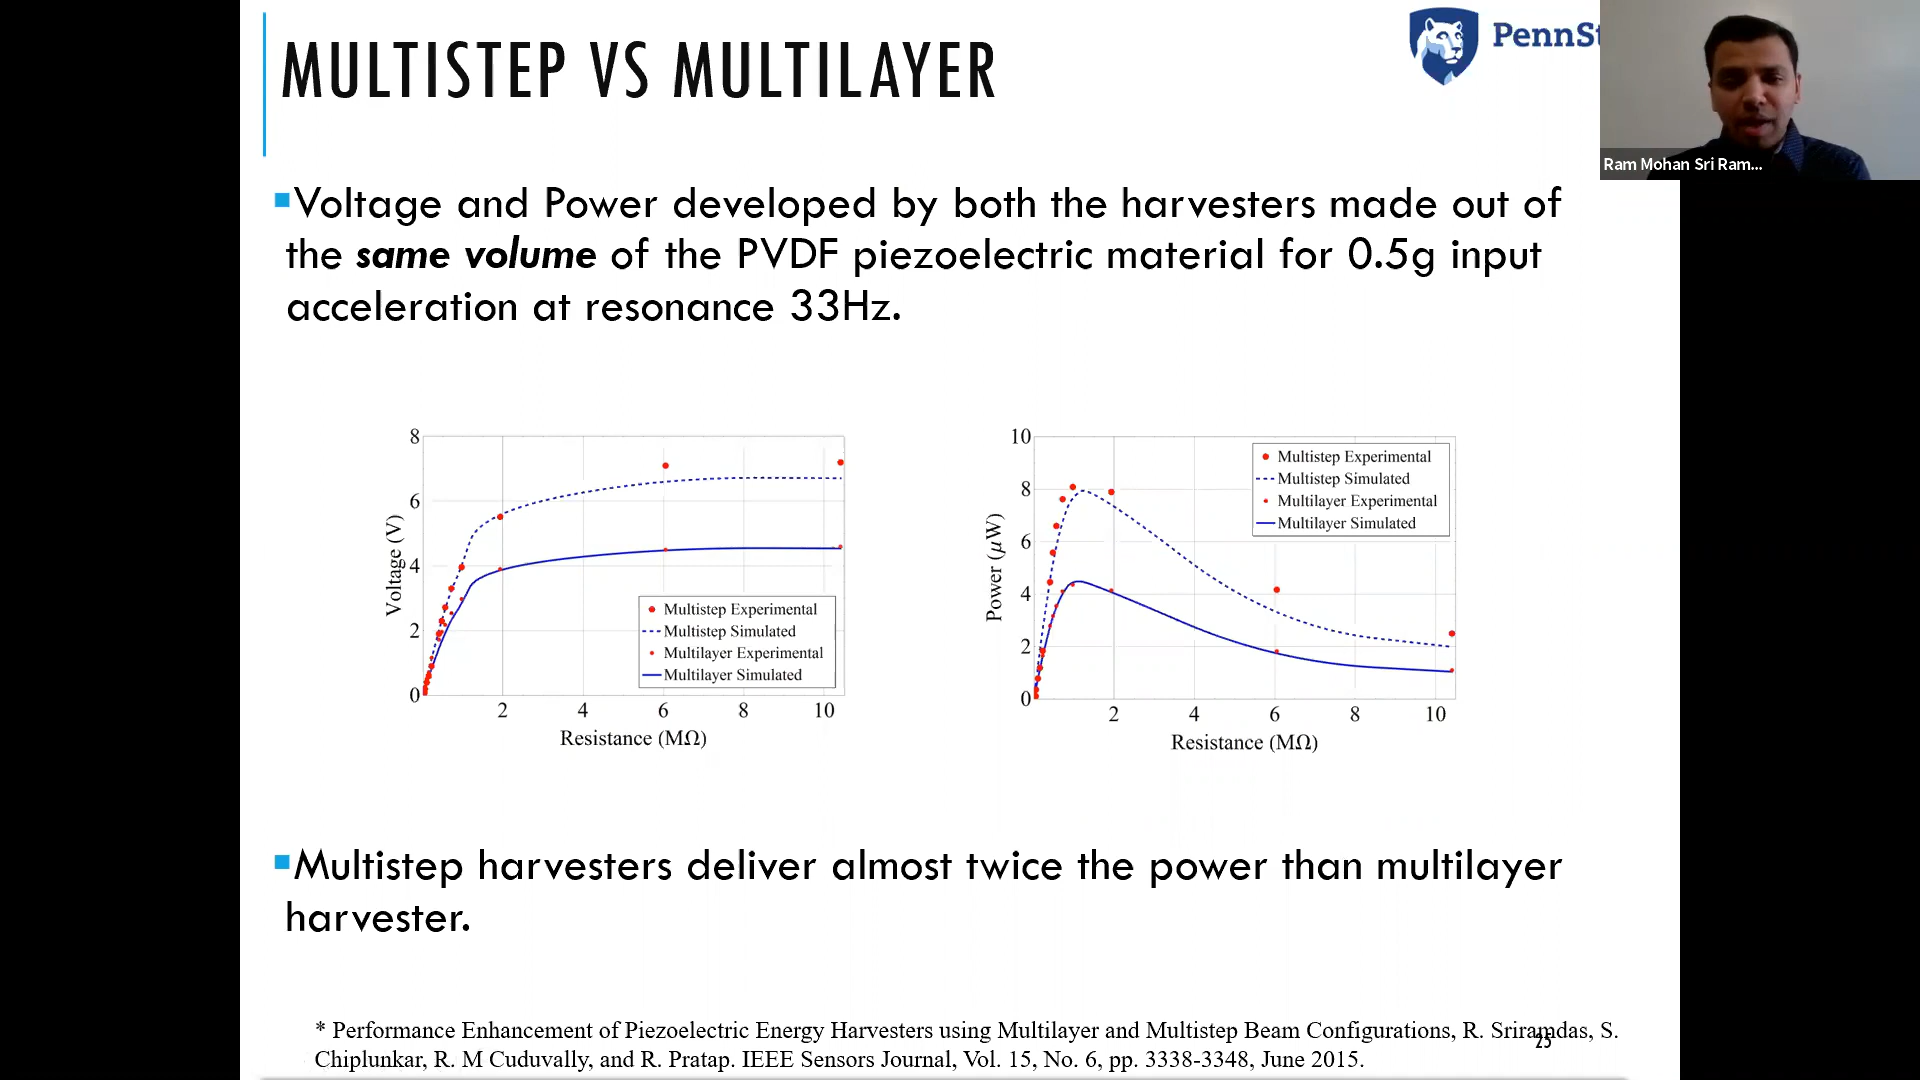 MULTISTEP VS MULTILAYER
PennSt
Ram Mohan Sri Ram...
Voltage and Power developed by both the harvesters made out of
the same volume of the PVDF piezoelectric material for 0.5g input
acceleration at resonance 33Hz.
8
6
4
2
0
Voltage (V)
Multistep Experimental
Multistep Simulated
Multilayer Experimental
Multilayer Simulated
2 4 6 8 10
Resistance (MΩ)
10
8
6
4
2
0
Power (μW)
Multistep Experimental
Multistep Simulated
Multilayer Experimental
Multilayer Simulated
2 4 6 8 10
Resistance (MΩ)
Multistep harvesters deliver almost twice the power than multilayer
harvester.
* Performance Enhancement of Piezoelectric Energy Harvesters using Multilayer and Multistep Beam Configurations, R. Sriramdas, S.
Chiplunkar, R. M Cuduvally, and R. Pratap. IEEE Sensors Journal, Vol. 15, No. 6, pp. 3338-3348, June 2015.
25